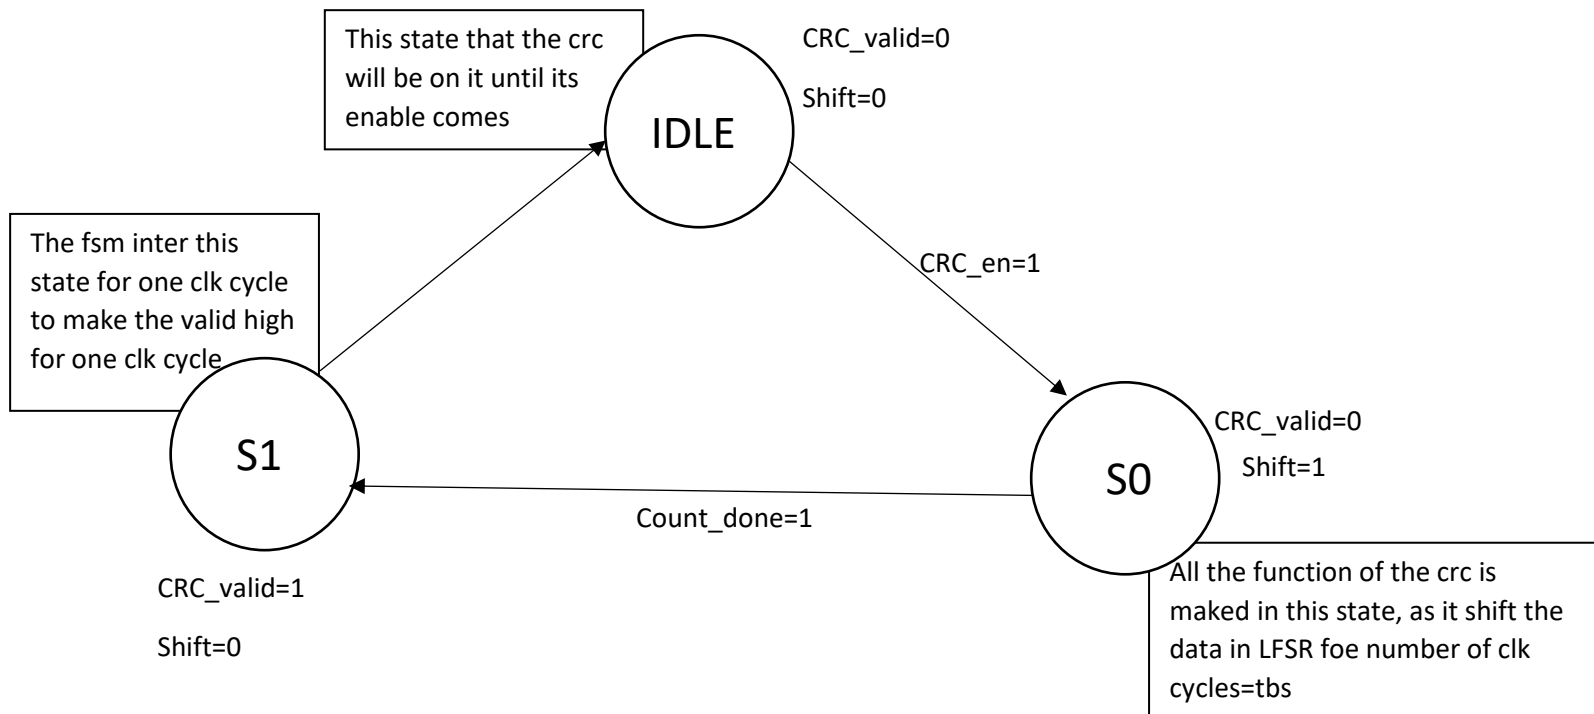 This state that the crc
will be on it until its
enable comes
CRC_valid=0
Shift=0
IDLE
The fsm inter this
state for one clk cycle
to make the valid high
for one clk cycle
CRC_en=1
S1
CRC_valid=0
Shift=1
S0
Count_done=1
CRC_valid=1
Shift=0
All the function of the crc is
maked in this state, as it shift the
data in LFSR foe number of clk
cycles=tbs